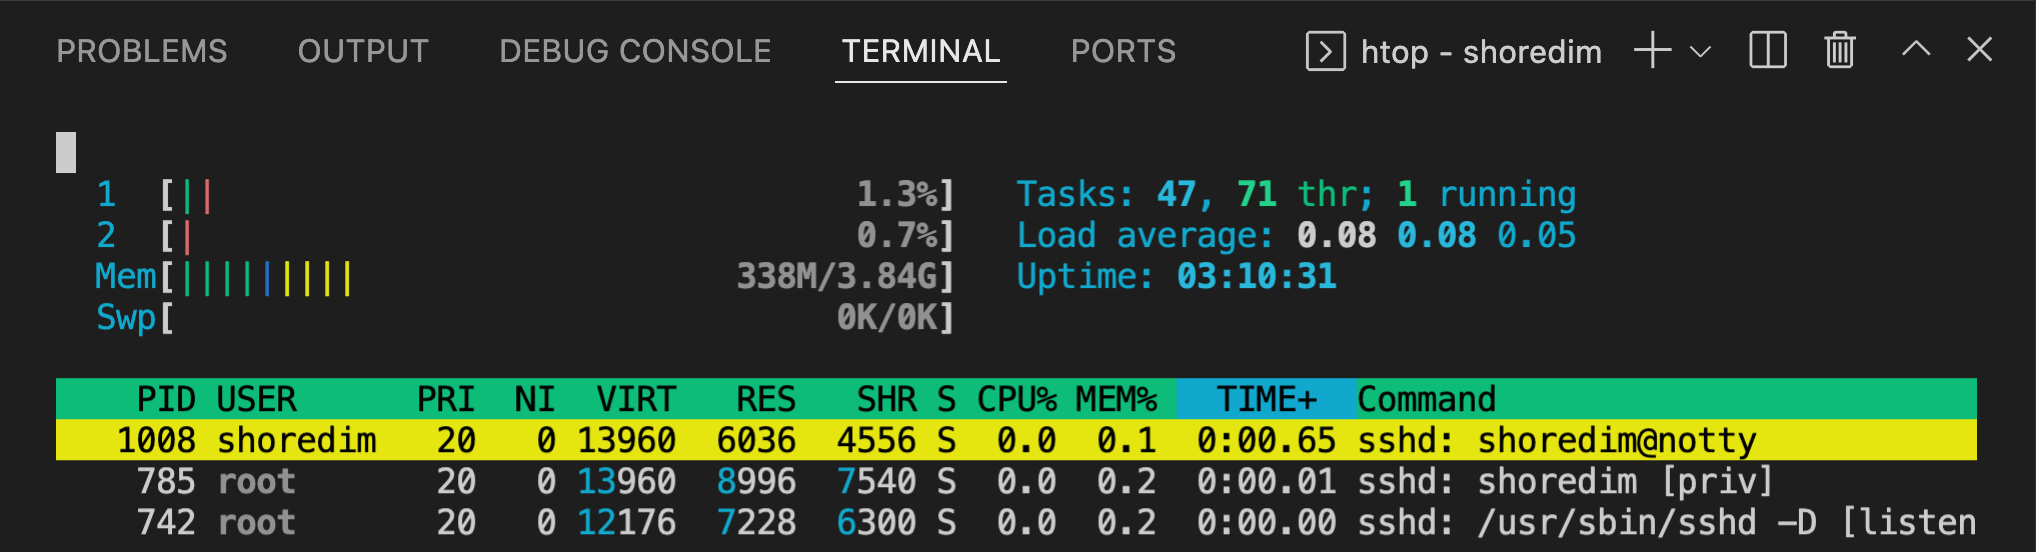 PROBLEMS OUTPUT DEBUG CONSOLE TERMINAL PORTS htop - shoredim
1 [|| 1.3%] Tasks: 47, 71 thr; 1 running
2 [| 0.7%] Load average: 0.08 0.08 0.05
Mem[||||||||| 338M/3.84G] Uptime: 03:10:31
Swp[ 0K/0K]
PID USER PRI NI VIRT RES SHR S CPU% MEM% TIME+ Command
1008 shoredim 20 0 13960 6036 4556 S 0.0 0.1 0:00.65 sshd: shoredim@notty
785 root 20 0 13960 8996 7540 S 0.0 0.2 0:00.01 sshd: shoredim [priv]
742 root 20 0 12176 7228 6300 S 0.0 0.2 0:00.00 sshd: /usr/sbin/sshd -D [listen